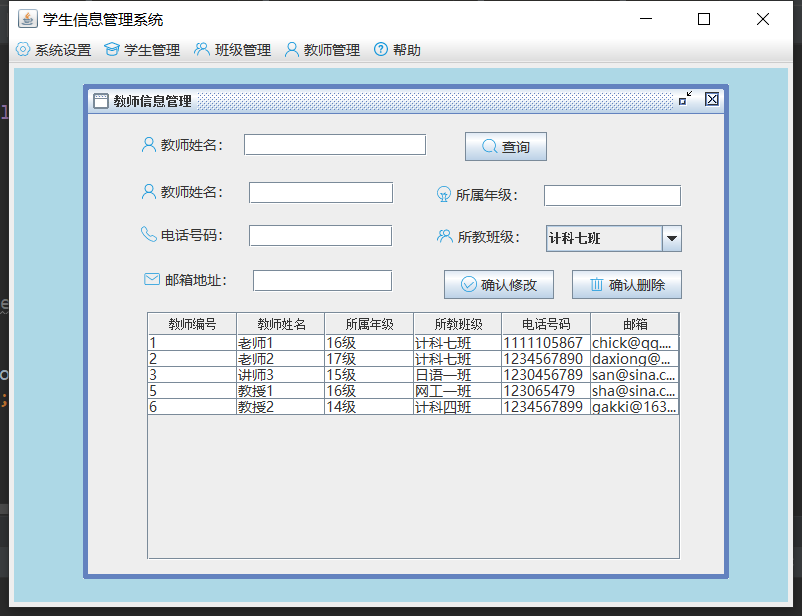 学生信息管理系统
系统设置 学生管理 班级管理 教师管理 帮助
教师信息管理
教师姓名： 查询
教师姓名： 所属年级：
电话号码： 所教班级： 计科七班
邮箱地址： 确认修改 确认删除
教师编号 教师姓名 所属年级 所教班级 电话号码 邮箱
1 老师1 16级 计科七班 1111105867 chick@qq....
2 老师2 17级 计科七班 1234567890 daxiong@...
3 讲师3 15级 日语一班 1230456789 san@sina.c...
5 教授1 16级 网工一班 123065479 sha@sina.c...
6 教授2 14级 计科四班 1234567899 gakki@163...